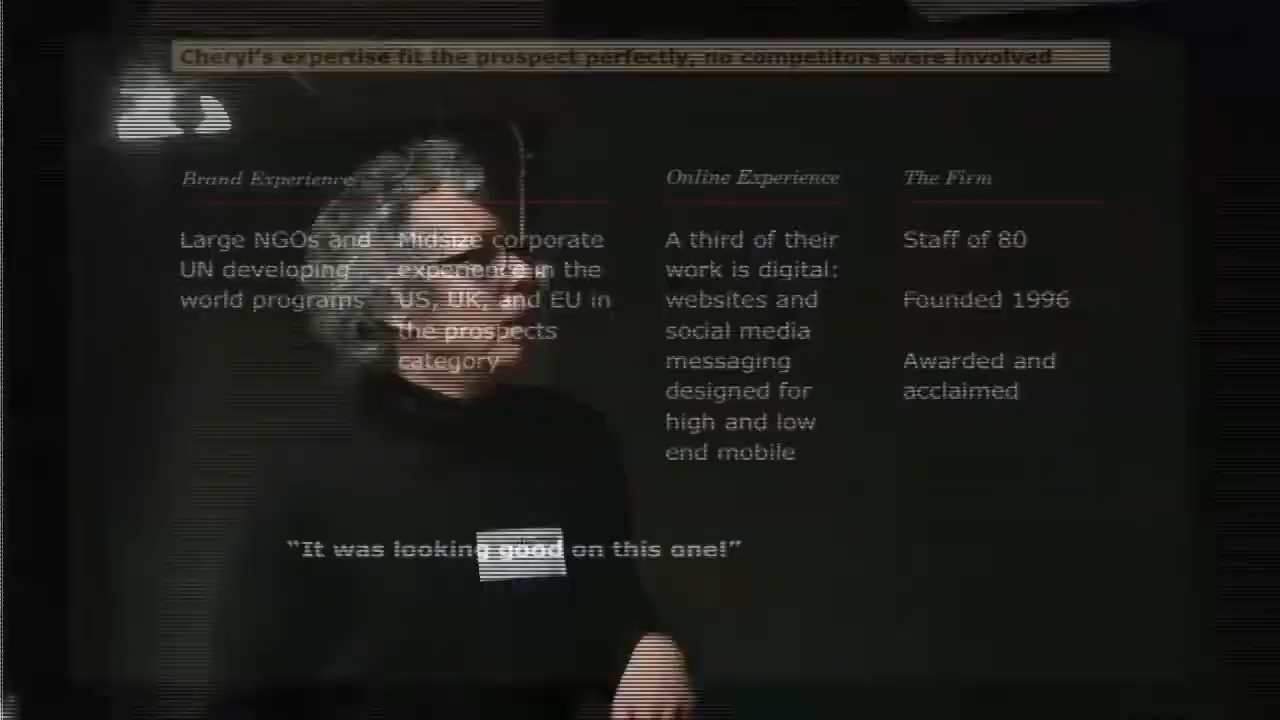 Cheryl's expertise fit the prospect perfectly, no competitors were involved
Brand Experience
Large NGOs and
UN developing
world programs
Midsize corporate
experience in the
US, UK, and EU in
the prospects
category
Online Experience
A third of their
work is digital:
websites and
social media
messaging
designed for
high and low
end mobile
The Firm
Staff of 80
Founded 1996
Awarded and
acclaimed
"It was looking good on this one!"